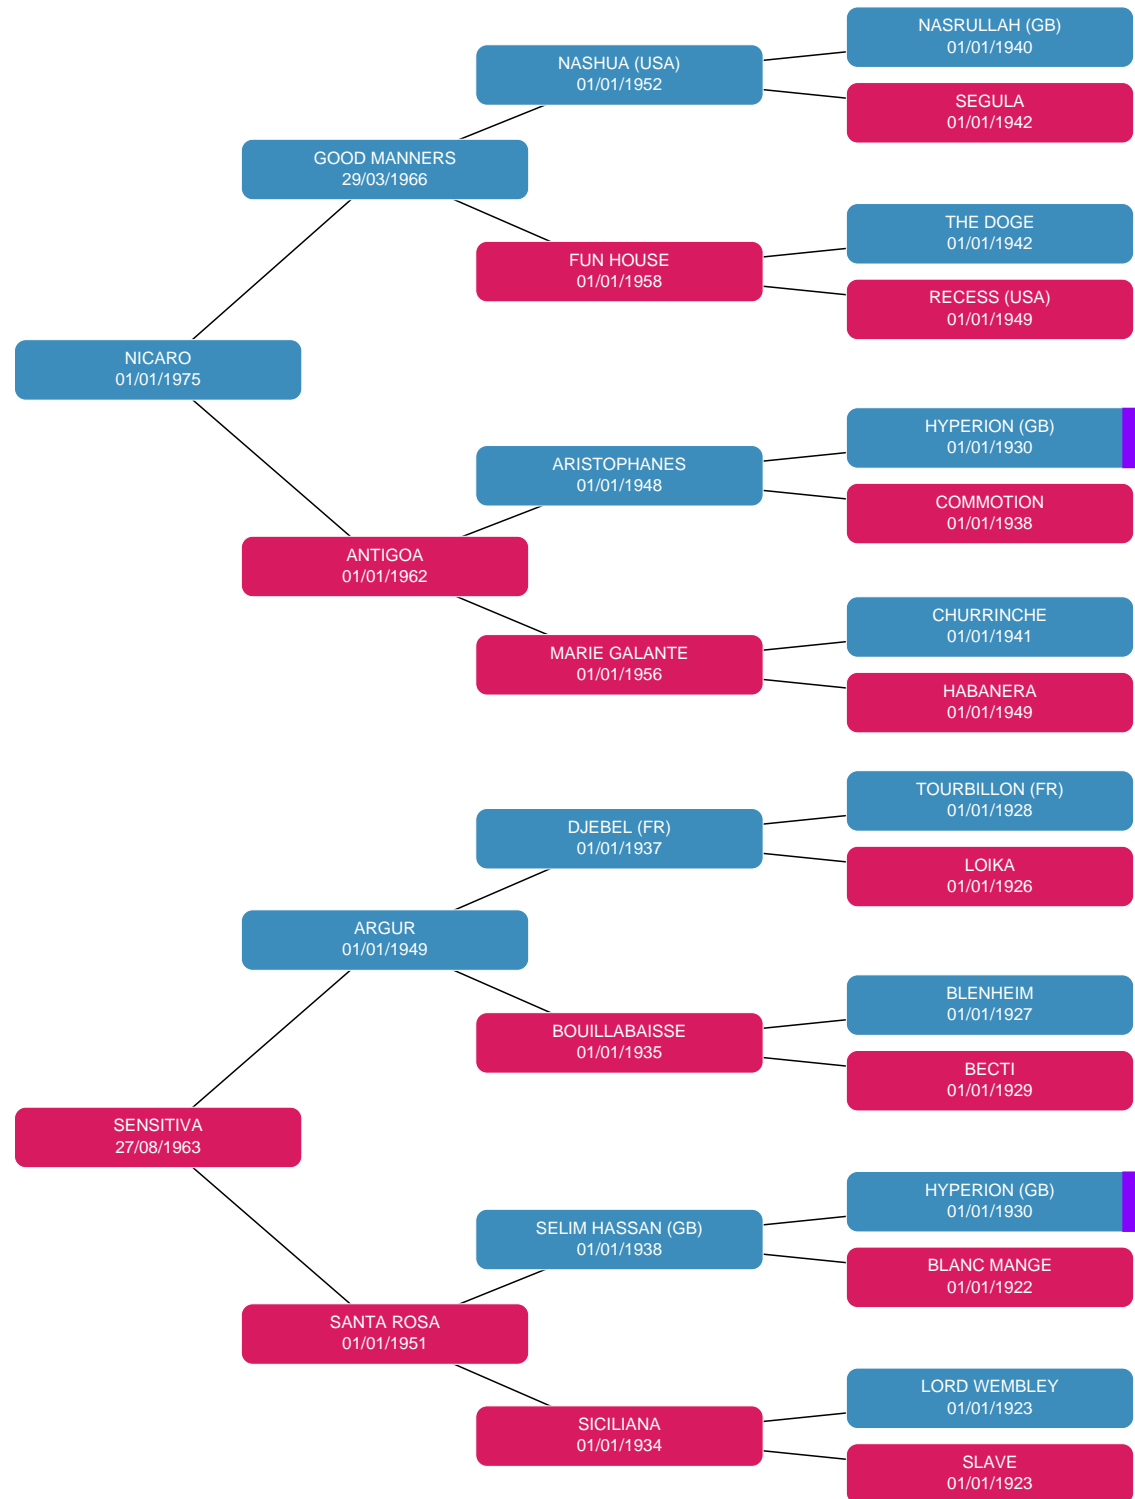 NASRULLAH (GB)
01/01/1940
NASHUA (USA)
01/01/1952
SEGULA
01/01/1942
GOOD MANNERS
29/03/1966
THE DOGE
01/01/1942
FUN HOUSE
01/01/1958
RECESS (USA)
01/01/1949
NICARO
01/01/1975
HYPERION (GB)
01/01/1930
ARISTOPHANES
01/01/1948
COMMOTION
01/01/1938
ANTIGOA
01/01/1962
CHURRINCHE
01/01/1941
MARIE GALANTE
01/01/1956
HABANERA
01/01/1949
TOURBILLON (FR)
01/01/1928
DJEBEL (FR)
01/01/1937
LOIKA
01/01/1926
ARGUR
01/01/1949
BLENHEIM
01/01/1927
BOUILLABAISSE
01/01/1935
BECTI
01/01/1929
SENSITIVA
27/08/1963
HYPERION (GB)
01/01/1930
SELIM HASSAN (GB)
01/01/1938
BLANC MANGE
01/01/1922
SANTA ROSA
01/01/1951
LORD WEMBLEY
01/01/1923
SICILIANA
01/01/1934
SLAVE
01/01/1923